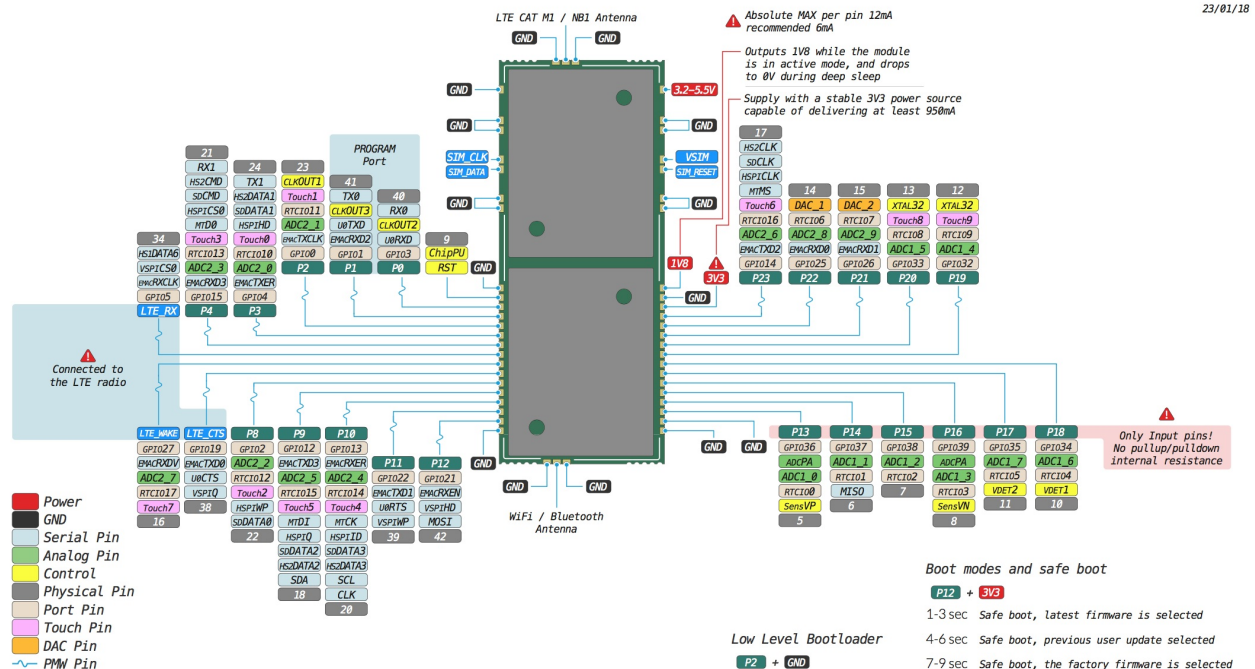 23/01/18
LTE CAT M1 / NB1 Antenna
GND
GND
Absolute MAX per pin 12mA
recommended 6mA
Outputs 1V8 while the module
is in active mode, and drops
to 0V during deep sleep
Supply with a stable 3V3 power source
capable of delivering at least 950mA
GND
3.2–5.5V
GND
GND
SIM_CLK
SIM_DATA
VSIM
SIM_RESET
GND
GND
PROGRAM
Port
34
HS1DATA6
VSPICS0
EMACRXCLK
GPIO5
LTE_RX
21
RX1
HS2CMD
SDCMD
HSPICS0
MTD0
Touch3
RTCIO13
ADC2_3
EMACRXD3
GPIO15
P4
24
TX1
HS2DATA1
SDDATA1
HSPIHD
Touch0
RTCIO10
ADC2_0
EMACTXER
GPIO4
P3
23
CLKOUT1
Touch1
RTCIO11
ADC2_1
EMACTXCLK
GPIO0
P2
41
TX0
CLKOUT3
U0TXD
EMACRXD2
GPIO1
P1
40
RX0
CLKOUT2
U0RXD
GPIO3
P0
9
ChipPU
RST
GND
1V8
3V3
GND
17
HS2CLK
SDCLK
HSPICLK
MTMS
Touch6
RTCIO16
ADC2_6
EMACTXD2
GPIO14
P23
14
DAC_1
RTCIO6
ADC2_8
EMACRXD0
GPIO25
P22
15
DAC_2
RTCIO7
ADC2_9
EMACRXD1
GPIO26
P21
13
XTAL32
Touch8
RTCIO8
ADC1_5
GPIO33
P20
12
XTAL32
Touch9
RTCIO9
ADC1_4
GPIO32
P19
Connected to
the LTE radio
LTE_WAKE
GPIO27
EMACRXDV
ADC2_7
RTCIO17
Touch7
16
LTE_CTS
GPIO19
EMACTXD0
U0CTS
VSPIQ
38
P8
GPIO2
ADC2_2
RTCIO12
Touch2
HSPIWP
SDDATA0
22
P9
GPIO12
EMACTXD3
ADC2_5
RTCIO15
Touch5
MTDI
HSPIQ
SDDATA2
HS2DATA2
SDA
18
P10
GPIO13
EMACRXER
ADC2_4
RTCIO14
Touch4
MTCK
HSPIID
SDDATA3
HS2DATA3
SCL
CLK
20
P11
GPIO22
EMACTXD1
U0RTS
VSPIWP
39
P12
GPIO21
EMACRXEN
VSPIHD
MOSI
42
GND
GND
GND
WiFi / Bluetooth
Antenna
GND
GND
P13
GPIO36
ADCPA
ADC1_0
RTCIO0
SensVP
5
P14
GPIO37
ADC1_1
RTCIO1
MISO
6
P15
GPIO38
ADC1_2
RTCIO2
7
P16
GPIO39
ADCPA
ADC1_3
RTCIO3
SensVN
8
P17
GPIO35
ADC1_7
RTCIO5
VDET2
11
P18
GPIO34
ADC1_6
RTCIO4
VDET1
10
Only Input pins!
No pullup/pulldown
internal resistance
Power
GND
Serial Pin
Analog Pin
Control
Physical Pin
Port Pin
Touch Pin
DAC Pin
PMW Pin
Low Level Bootloader
P2 + GND
Boot modes and safe boot
P12 + 3V3
1-3 sec Safe boot, latest firmware is selected
4-6 sec Safe boot, previous user update selected
7-9 sec Safe boot, the factory firmware is selected